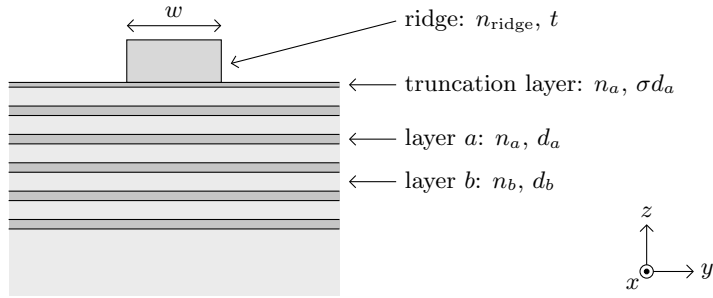 w
ridge: n_ridge, t
truncation layer: n_a, σd_a
layer a: n_a, d_a
layer b: n_b, d_b
z
y
x